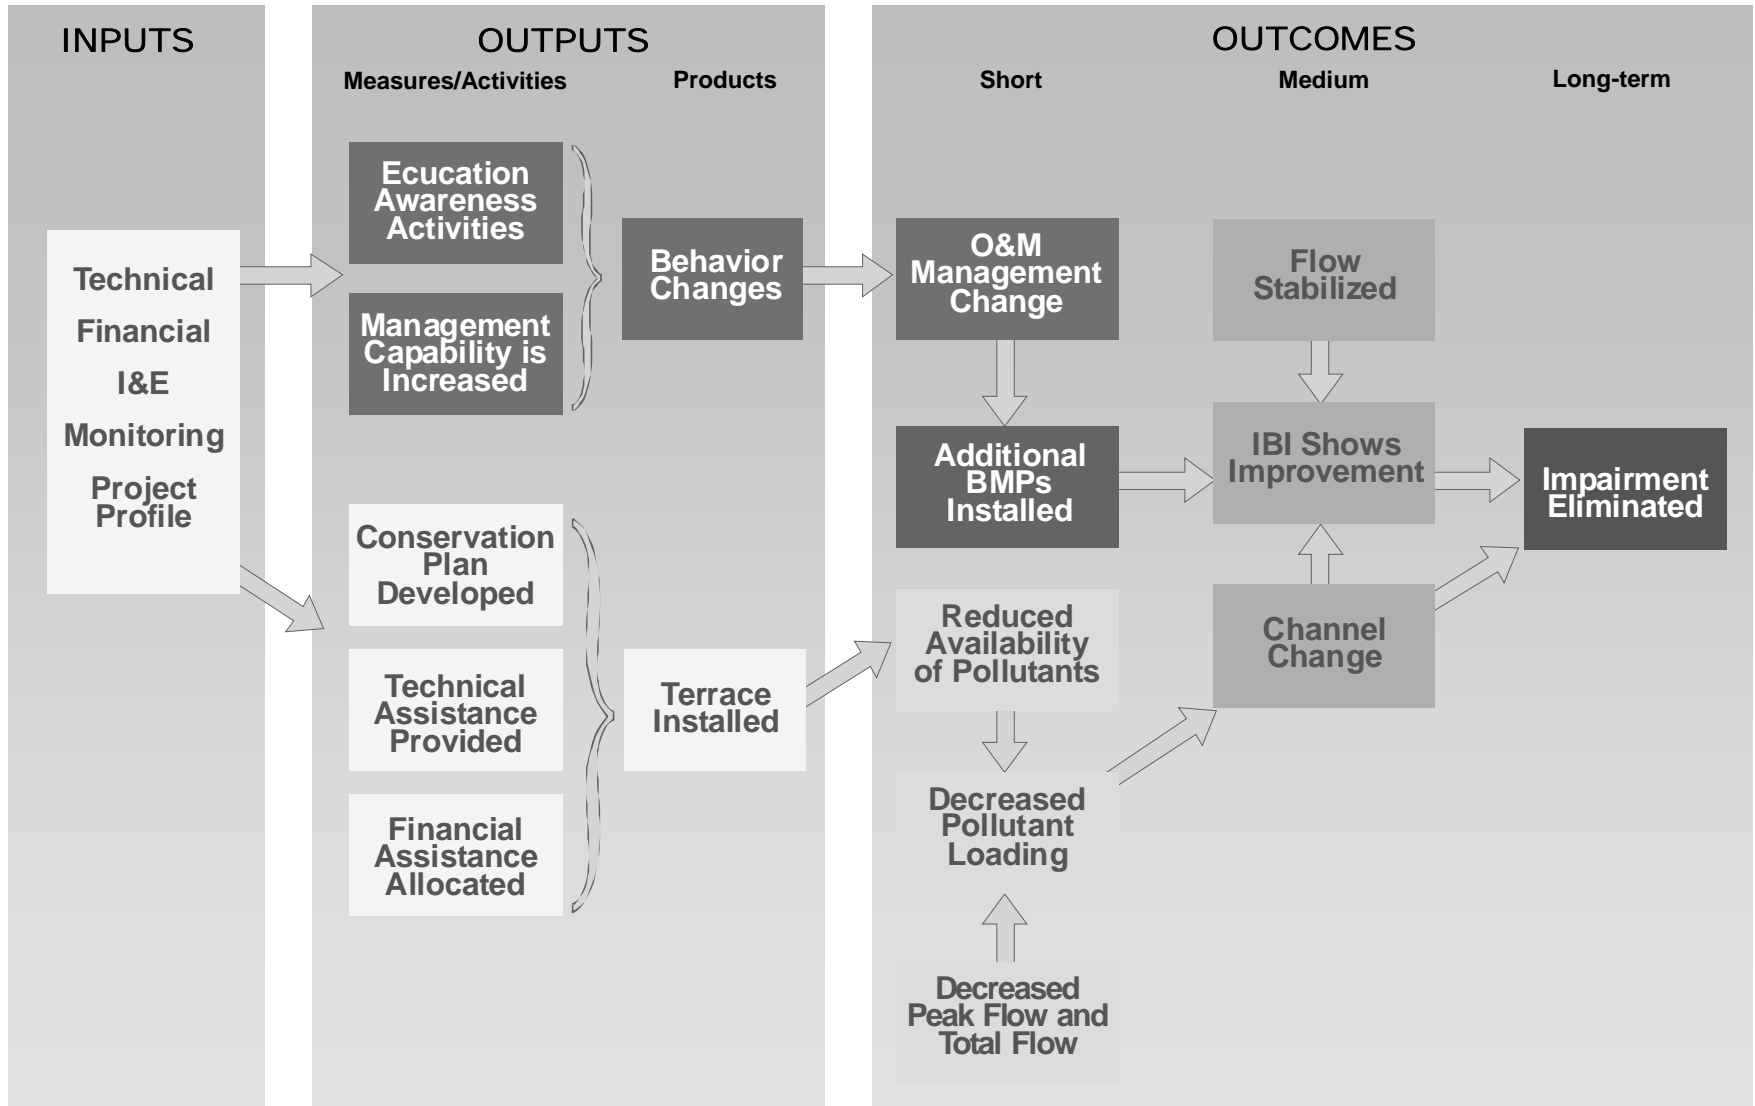 INPUTS
OUTPUTS
OUTCOMES
Measures/Activities
Products
Short
Medium
Long-term
Technical
Financial
I&E
Monitoring
Project
Profile
Ecucation
Awareness
Activities
Management
Capability is
Increased
Behavior
Changes
Conservation
Plan
Developed
Technical
Assistance
Provided
Financial
Assistance
Allocated
Terrace
Installed
O&M
Management
Change
Additional
BMPs
Installed
Reduced
Availability
of Pollutants
Decreased
Pollutant
Loading
Decreased
Peak Flow and
Total Flow
Flow
Stabilized
IBI Shows
Improvement
Channel
Change
Impairment
Eliminated